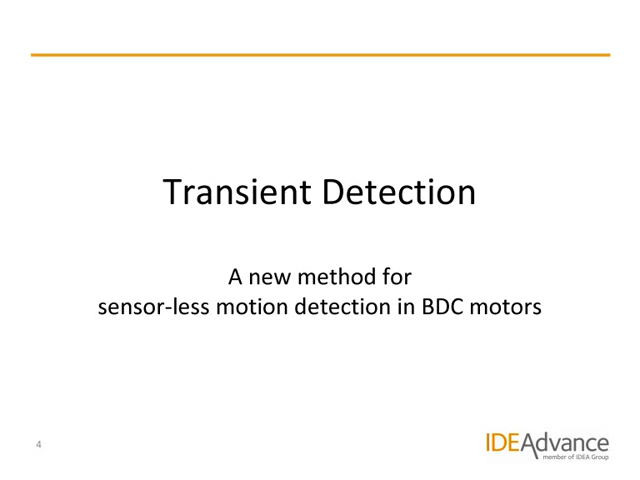 Transient Detection
A new method for
sensor-less motion detection in BDC motors
4
IDEAdvance
member of IDEA Group